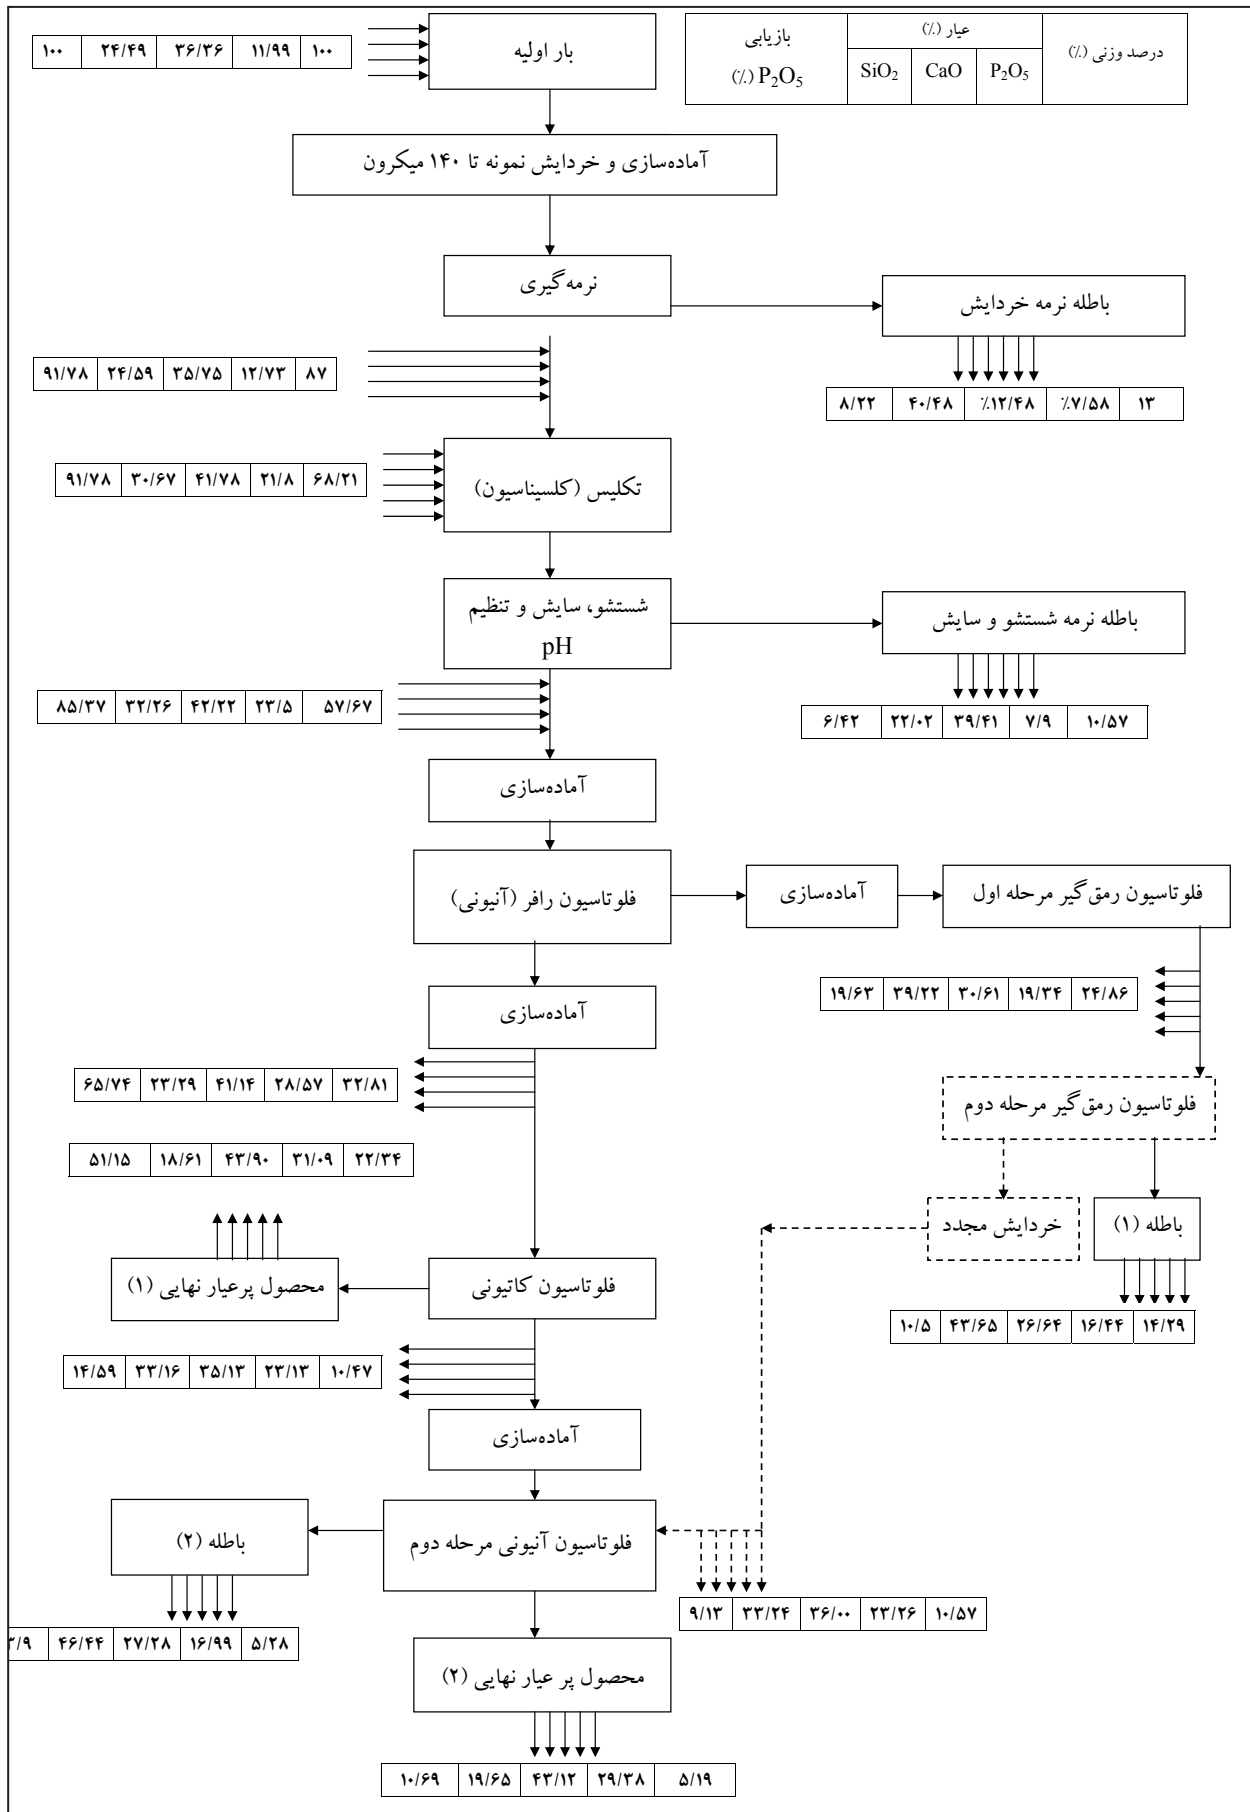 بار اولیه
۱۰۰ ۲۴/۴۹ ۳۶/۳۶ ۱۱/۹۹ ۱۰۰
درصد وزنی (٪)
عیار (٪)
P₂O₅ CaO SiO₂
بازیابی
P₂O₅ (٪)
آماده‌سازی و خردایش نمونه تا ۱۴۰ میکرون
نرمه‌گیری
باطله نرمه خردایش
۹۱/۷۸ ۲۴/۵۹ ۳۵/۷۵ ۱۲/۷۳ ۸۷
۸/۲۲ ۴۰/۴۸ ٪۱۲/۴۸ ٪۷/۵۸ ۱۳
تکلیس (کلسیناسیون)
۹۱/۷۸ ۳۰/۶۷ ۴۱/۷۸ ۲۱/۸ ۶۸/۲۱
شستشو، سایش و تنظیم
pH
باطله نرمه شستشو و سایش
۸۵/۳۷ ۳۲/۲۶ ۴۲/۲۲ ۲۳/۵ ۵۷/۶۷
۶/۴۲ ۲۲/۰۲ ۳۹/۴۱ ۷/۹ ۱۰/۵۷
آماده‌سازی
فلوتاسیون رافر (آنیونی)
آماده‌سازی
فلوتاسیون رمق‌گیر مرحله اول
۱۹/۶۳ ۳۹/۲۲ ۳۰/۶۱ ۱۹/۳۴ ۲۴/۸۶
آماده‌سازی
۶۵/۷۴ ۲۳/۲۹ ۴۱/۱۴ ۲۸/۵۷ ۳۲/۸۱
فلوتاسیون رمق‌گیر مرحله دوم
۵۱/۱۵ ۱۸/۶۱ ۴۳/۹۰ ۳۱/۰۹ ۲۲/۳۴
باطله (۱)
خردایش مجدد
فلوتاسیون کاتیونی
محصول پرعیار نهایی (۱)
۱۰/۵ ۴۳/۶۵ ۲۶/۶۴ ۱۶/۴۴ ۱۴/۲۹
۱۴/۵۹ ۳۳/۱۶ ۳۵/۱۳ ۲۳/۱۳ ۱۰/۴۷
آماده‌سازی
فلوتاسیون آنیونی مرحله دوم
باطله (۲)
۹/۱۳ ۳۳/۲۴ ۳۶/۰۰ ۲۳/۲۶ ۱۰/۵۷
۳/۹ ۴۶/۴۴ ۲۷/۲۸ ۱۶/۹۹ ۵/۲۸
محصول پر عیار نهایی (۲)
۱۰/۶۹ ۱۹/۶۵ ۴۳/۱۲ ۲۹/۳۸ ۵/۱۹